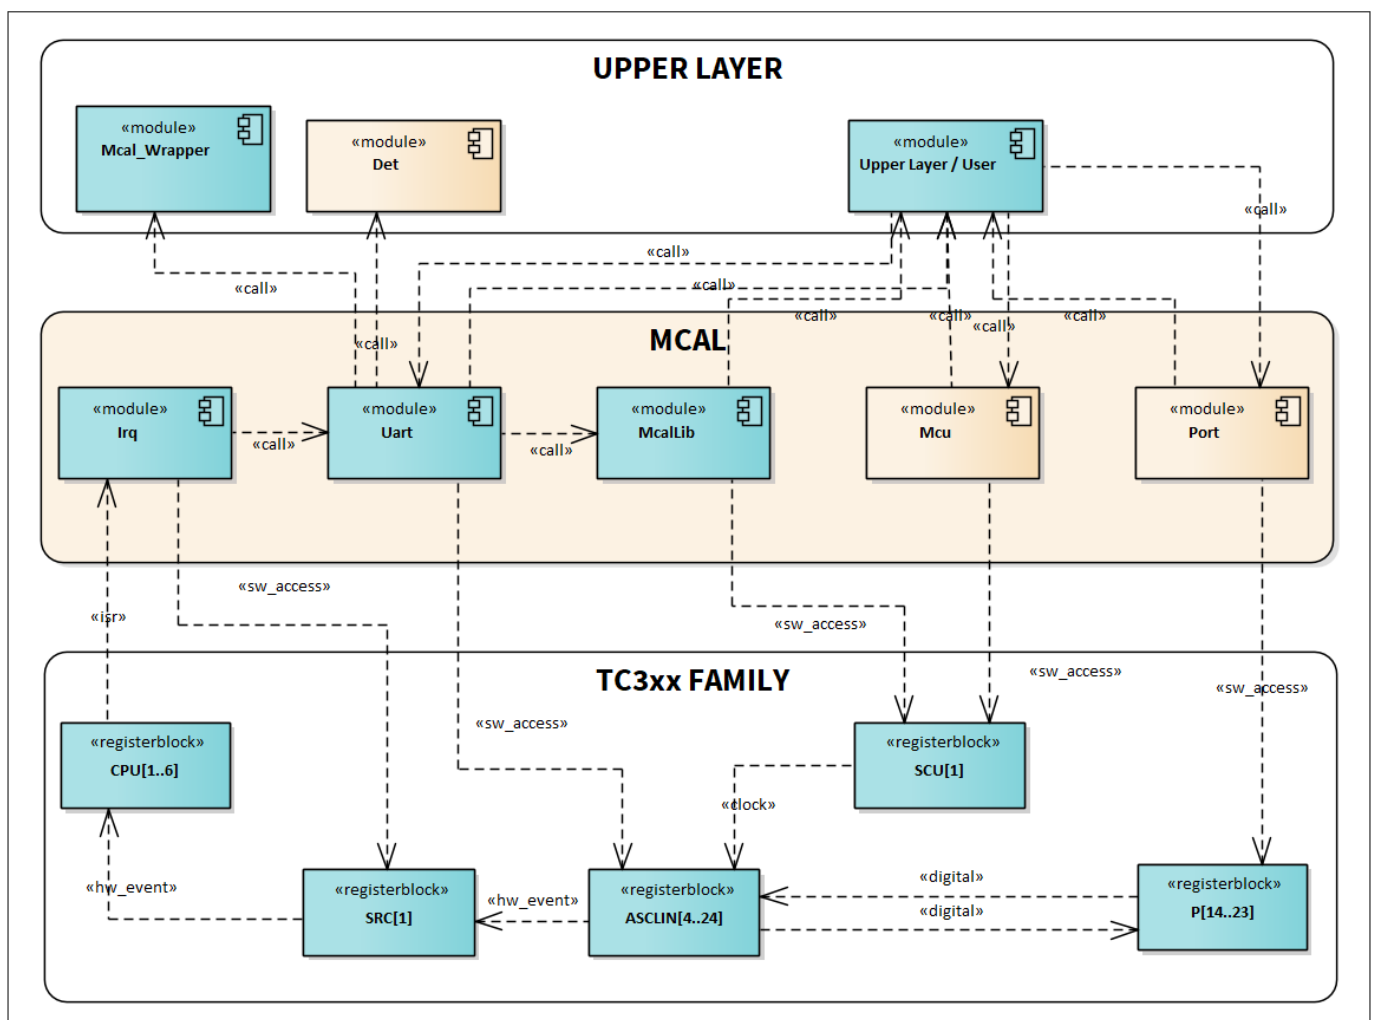 UPPER LAYER
«module»
Mcal_Wrapper
«module»
Det
«module»
Upper Layer / User
«call»
«call»
«call»
«call»
«call»
«call»
«call»
«call»
«call»
MCAL
«module»
Irq
«call»
«module»
Uart
«call»
«module»
McalLib
«module»
Mcu
«module»
Port
«isr»
«sw_access»
«sw_access»
«sw_access»
«sw_access»
«sw_access»
TC3xx FAMILY
«registerblock»
CPU[1..6]
«registerblock»
SCU[1]
«clock»
«hw_event»
«registerblock»
SRC[1]
«hw_event»
«registerblock»
ASCLIN[4..24]
«digital»
«digital»
«registerblock»
P[14..23]